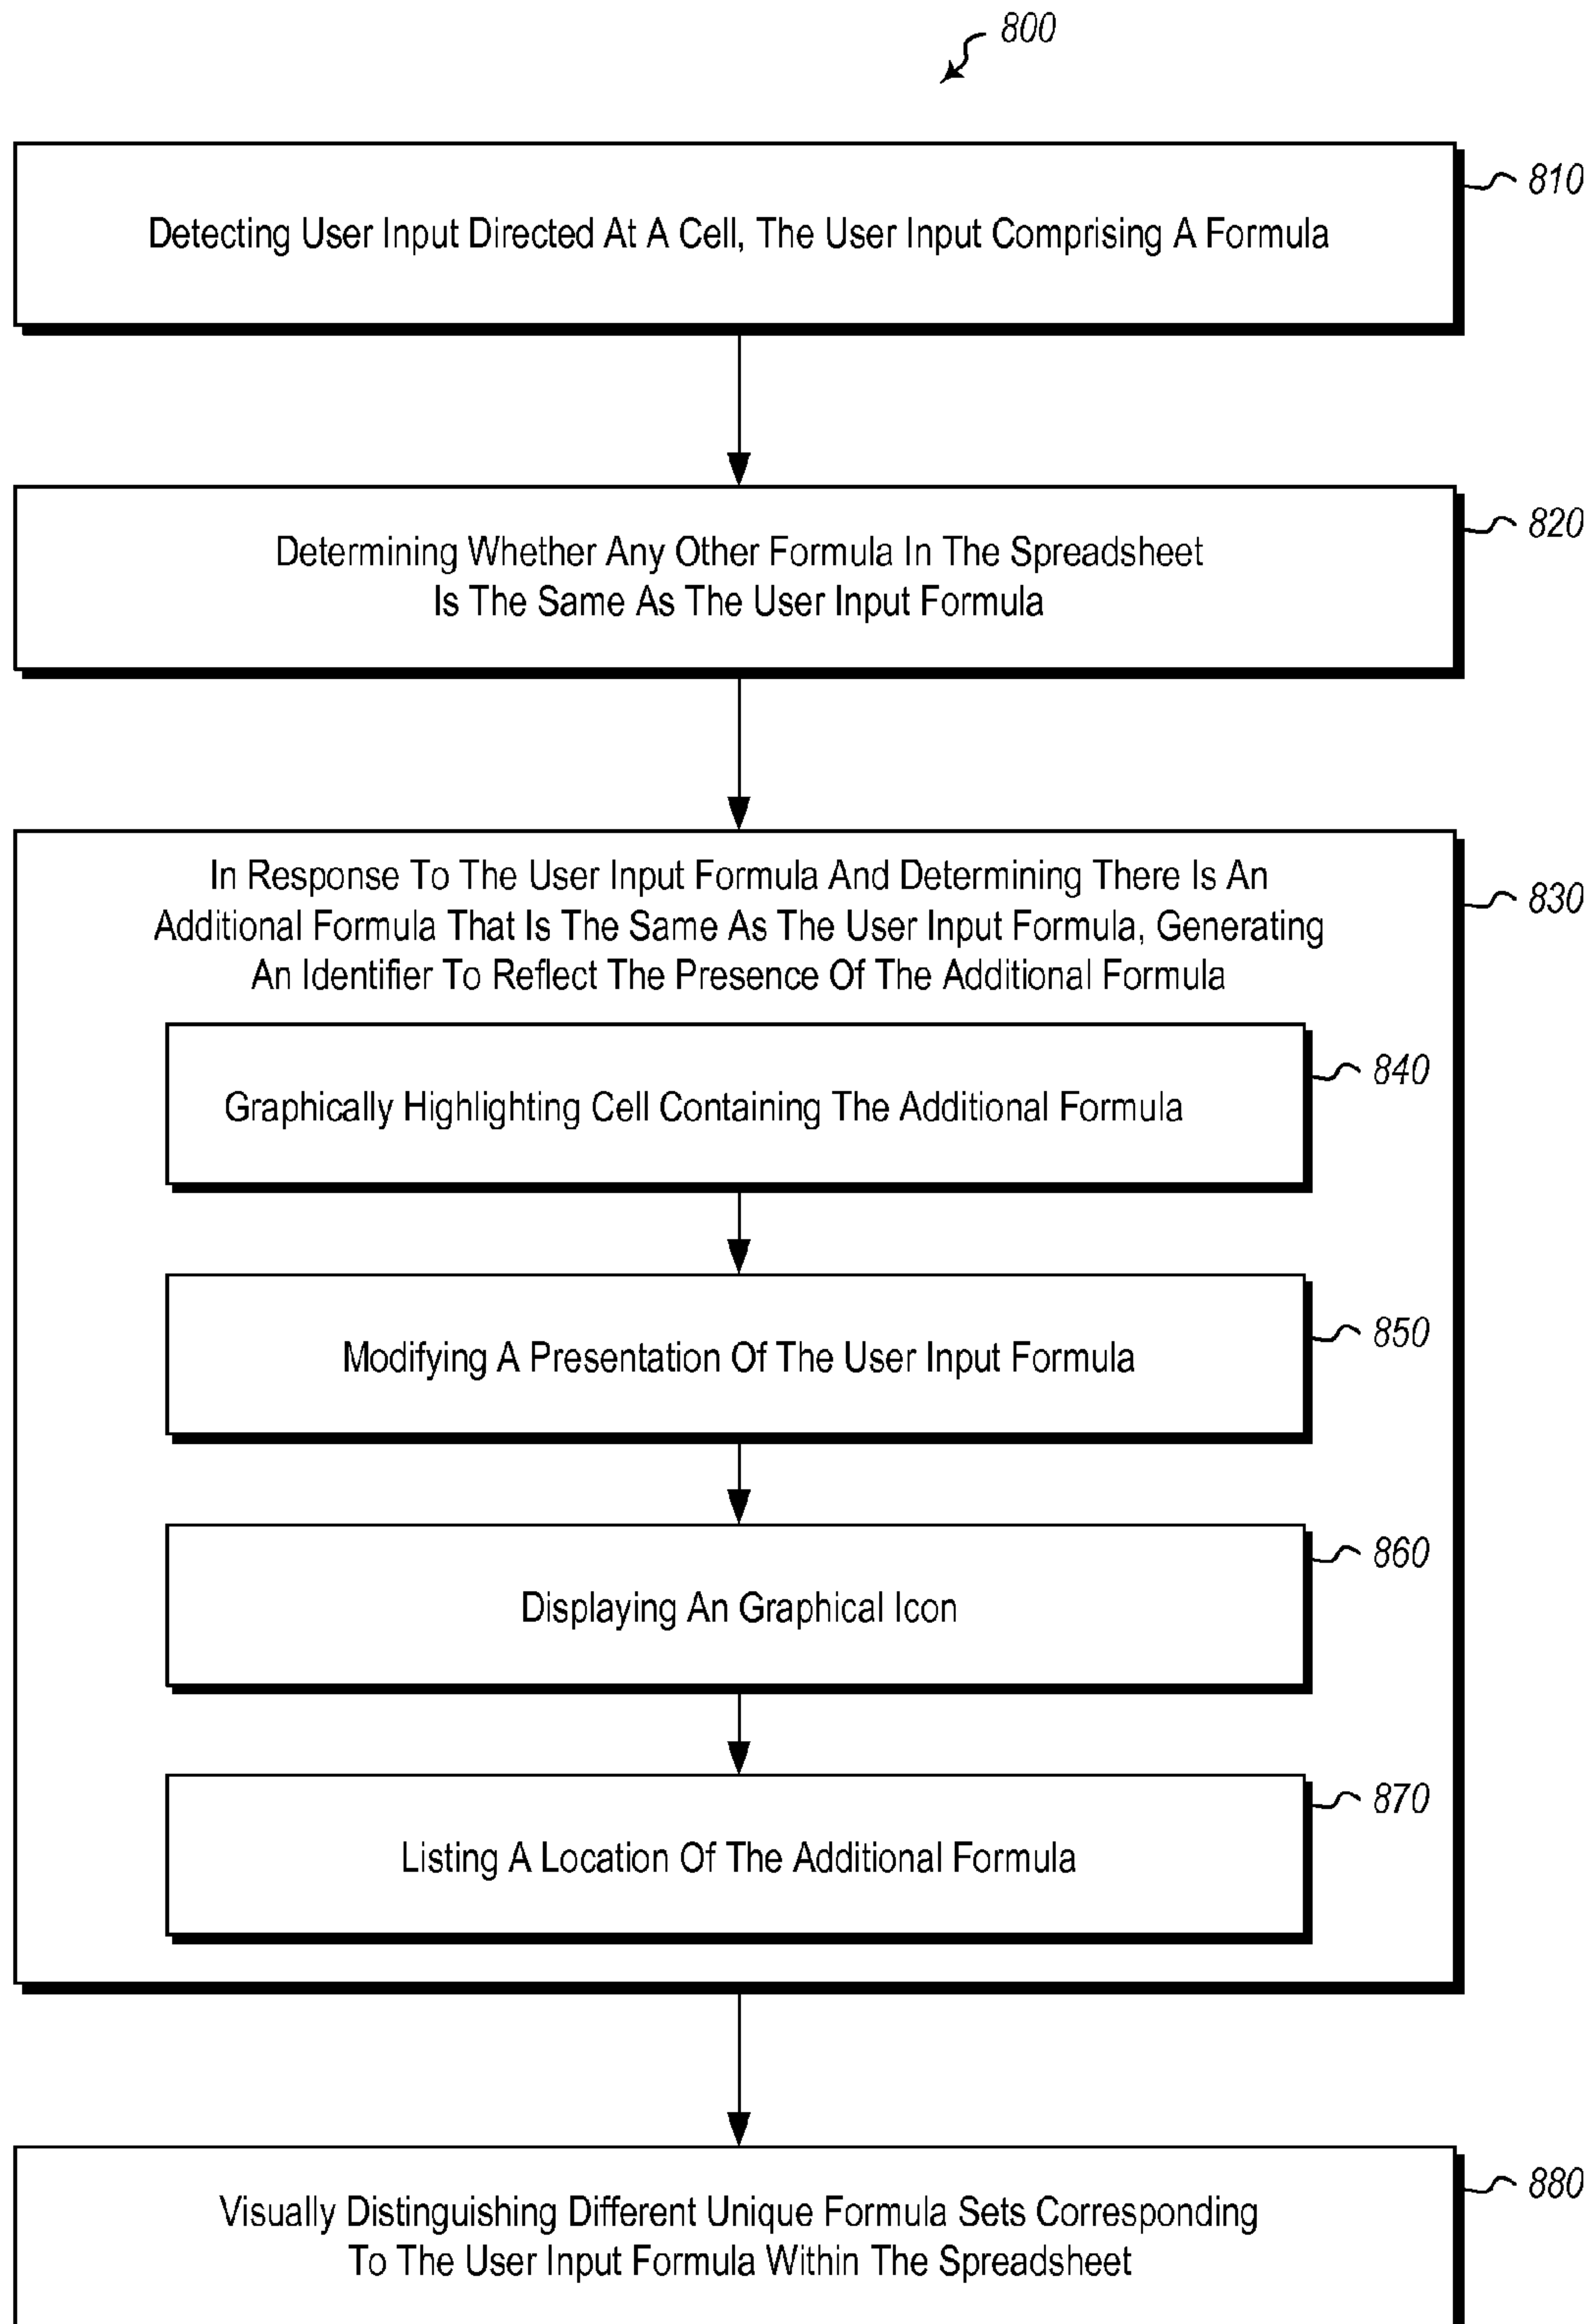 800
Detecting User Input Directed At A Cell, The User Input Comprising A Formula
810
Determining Whether Any Other Formula In The Spreadsheet
Is The Same As The User Input Formula
820
In Response To The User Input Formula And Determining There Is An
Additional Formula That Is The Same As The User Input Formula, Generating
An Identifier To Reflect The Presence Of The Additional Formula
830
Graphically Highlighting Cell Containing The Additional Formula
840
Modifying A Presentation Of The User Input Formula
850
Displaying An Graphical Icon
860
Listing A Location Of The Additional Formula
870
Visually Distinguishing Different Unique Formula Sets Corresponding
To The User Input Formula Within The Spreadsheet
880